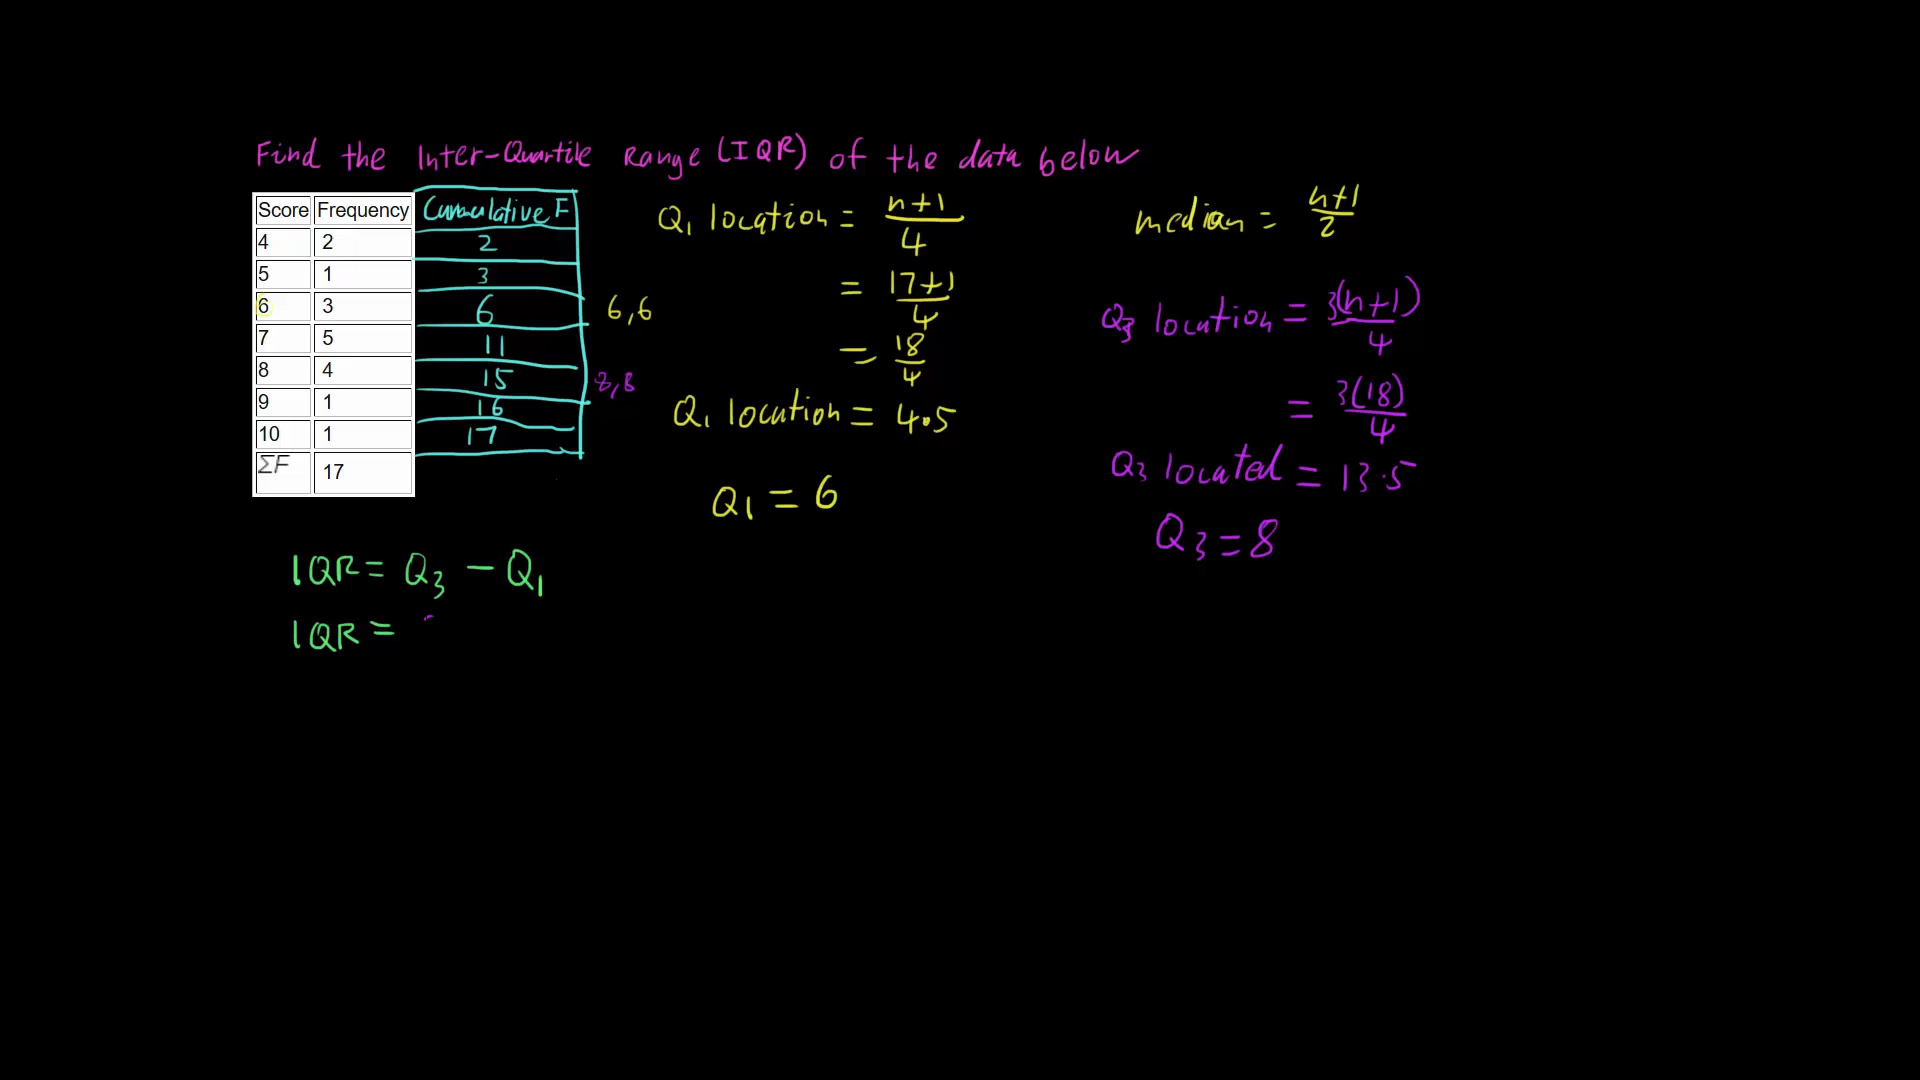 Find the Inter-Quartile Range (IQR) of the data below
Score Frequency Cumulative F
4 2 2
5 1 3
6 3 6
7 5 11
8 4 15
9 1 16
10 1 17
ΣF 17
6,6
8,8
Q1 location = n+1/4
= 17+1/4
= 18/4
Q1 location = 4.5
Q1 = 6
median = n+1/2
Q3 location = 3(n+1)/4
= 3(18)/4
Q3 located = 13.5
Q3 = 8
IQR = Q3 - Q1
IQR =